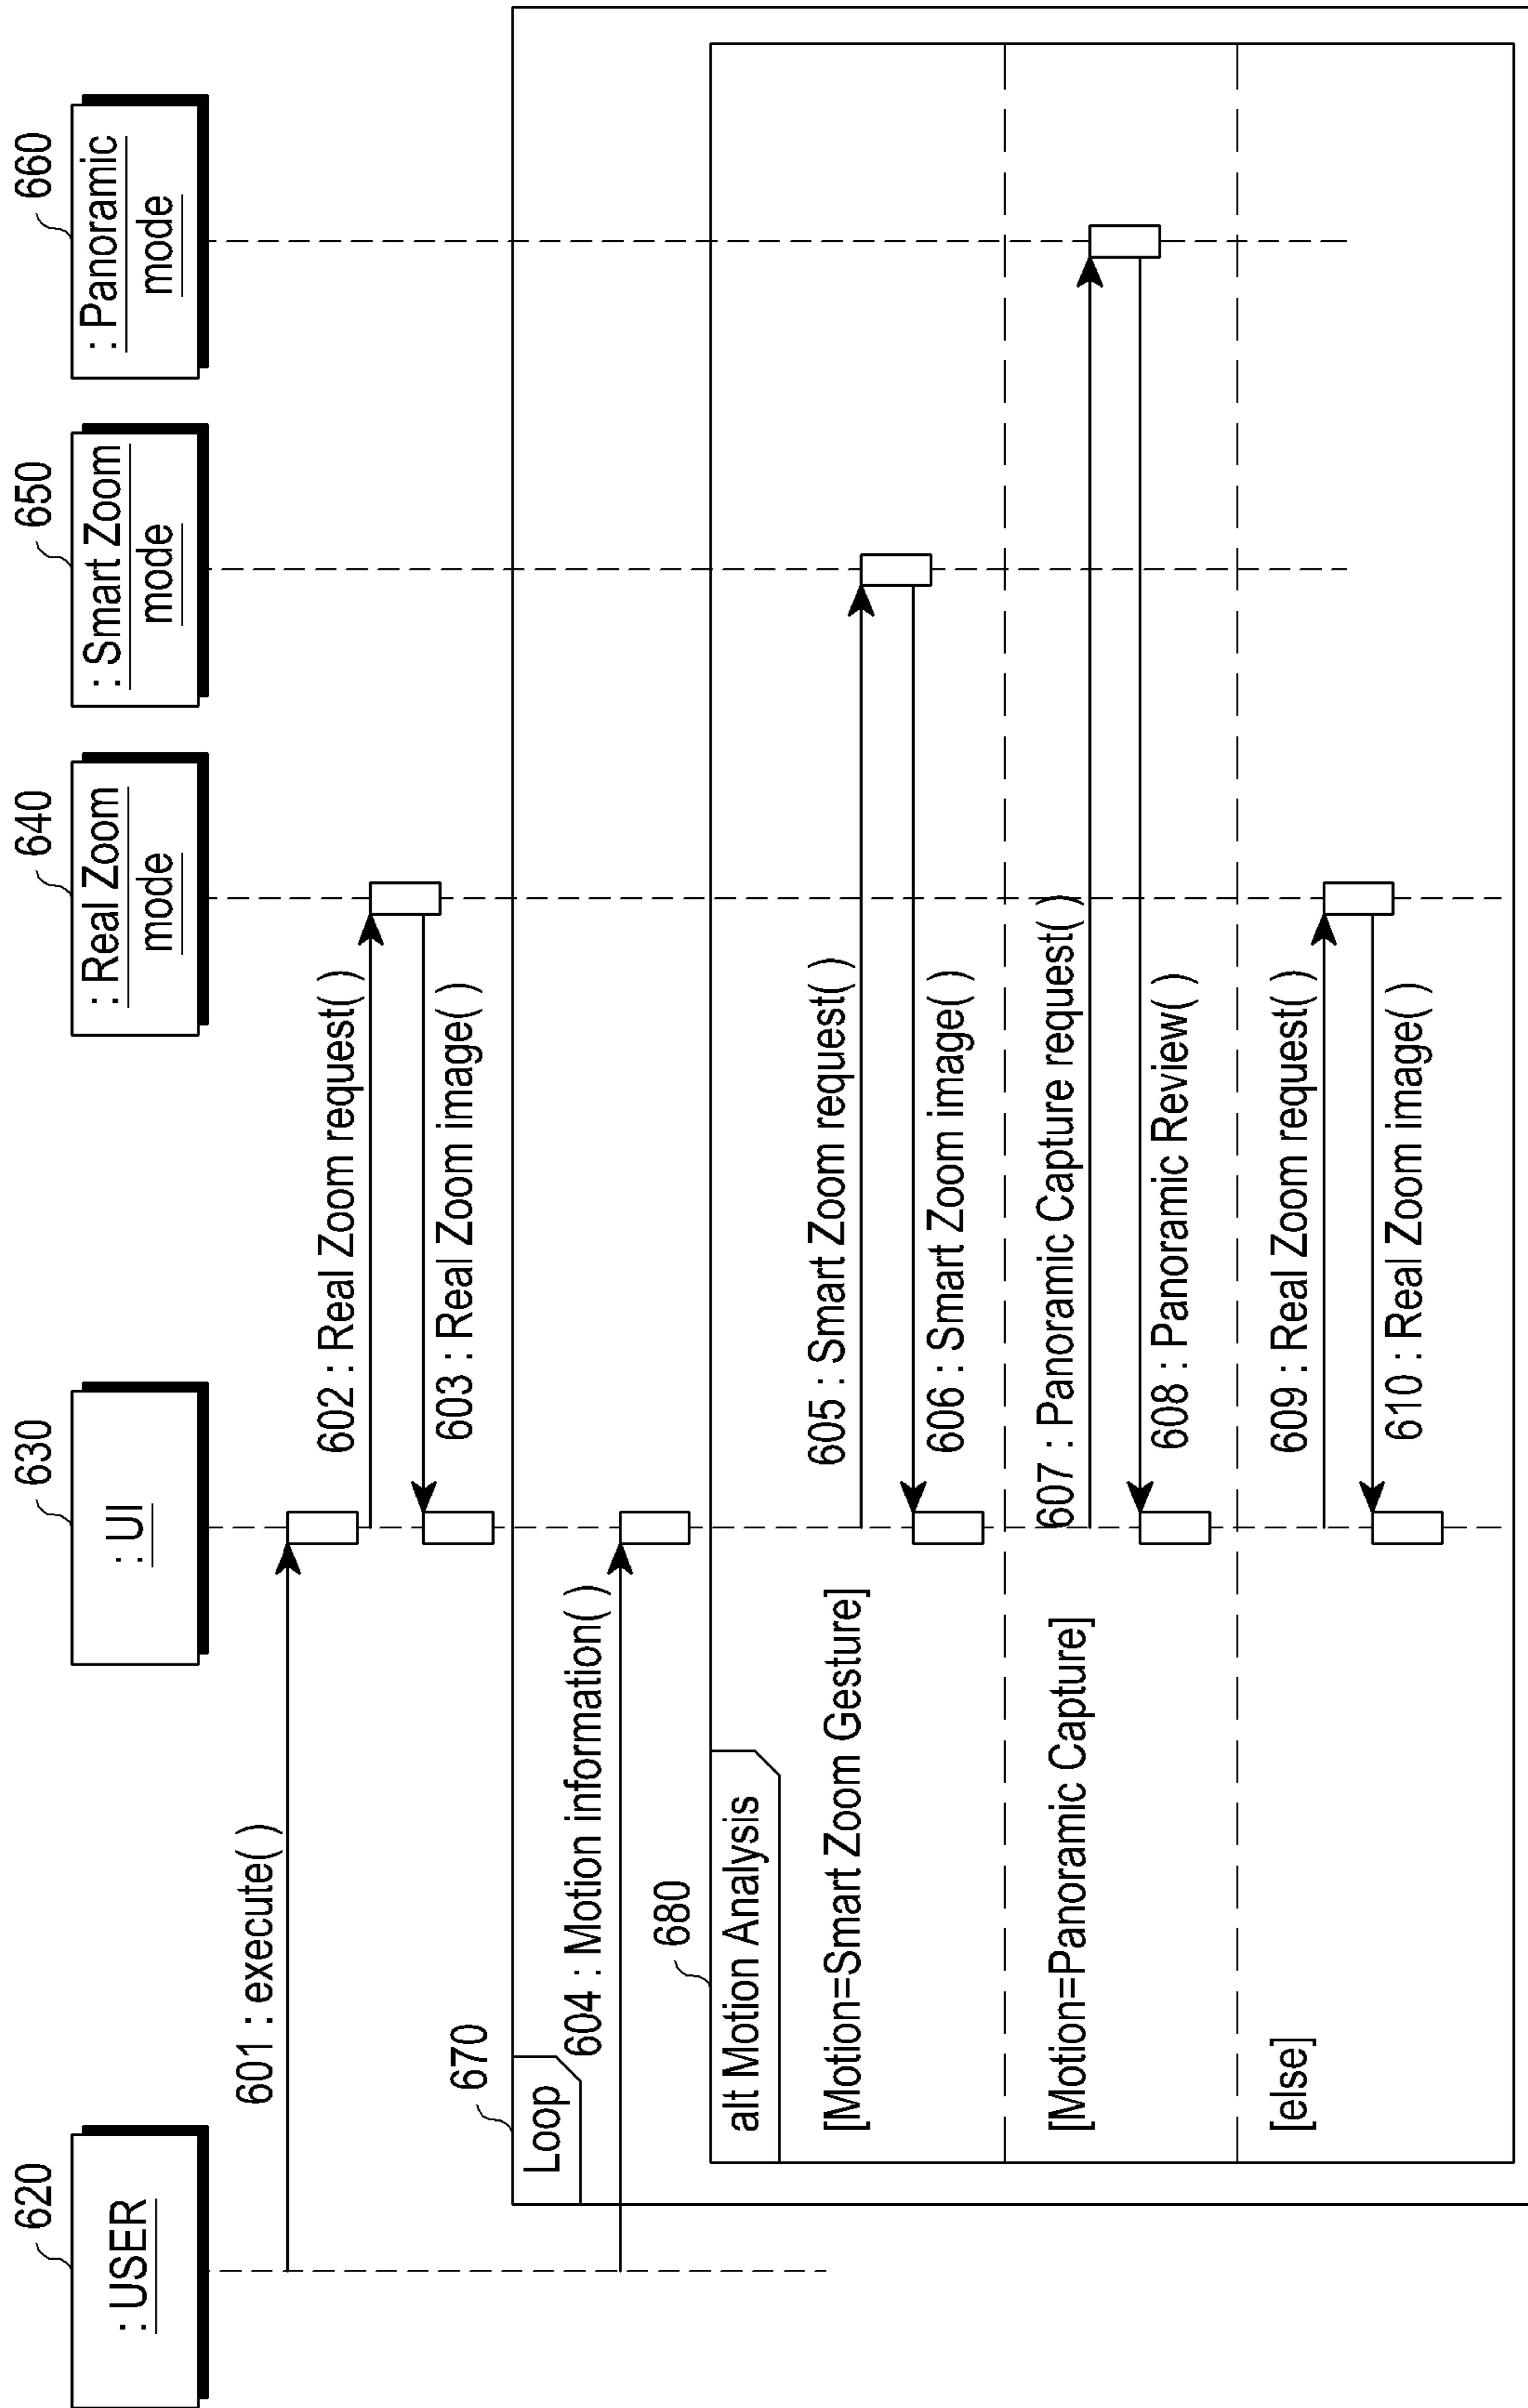 620
: USER
630
: UI
640
: Real Zoom
mode
650
: Smart Zoom
mode
660
: Panoramic
mode
601 : execute( )
602 : Real Zoom request( )
603 : Real Zoom image( )
670
Loop
604 : Motion information( )
680
alt Motion Analysis
[Motion=Smart Zoom Gesture]
605 : Smart Zoom request( )
606 : Smart Zoom image( )
[Motion=Panoramic Capture]
607 : Panoramic Capture request( )
608 : Panoramic Review( )
[else]
609 : Real Zoom request( )
610 : Real Zoom image( )